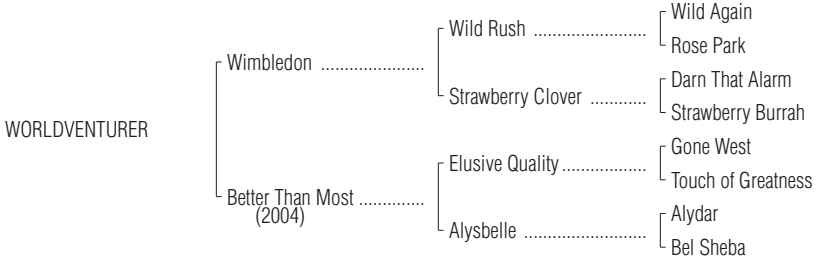 Wild Again
Wild Rush ........................
Rose Park
Wimbledon ......................
Darn That Alarm
Strawberry Clover ............
Strawberry Burrah
WORLDVENTURER
Gone West
Elusive Quality..................
Touch of Greatness
Better Than Most ..............
(2004)
Alydar
Alysbelle ..........................
Bel Sheba